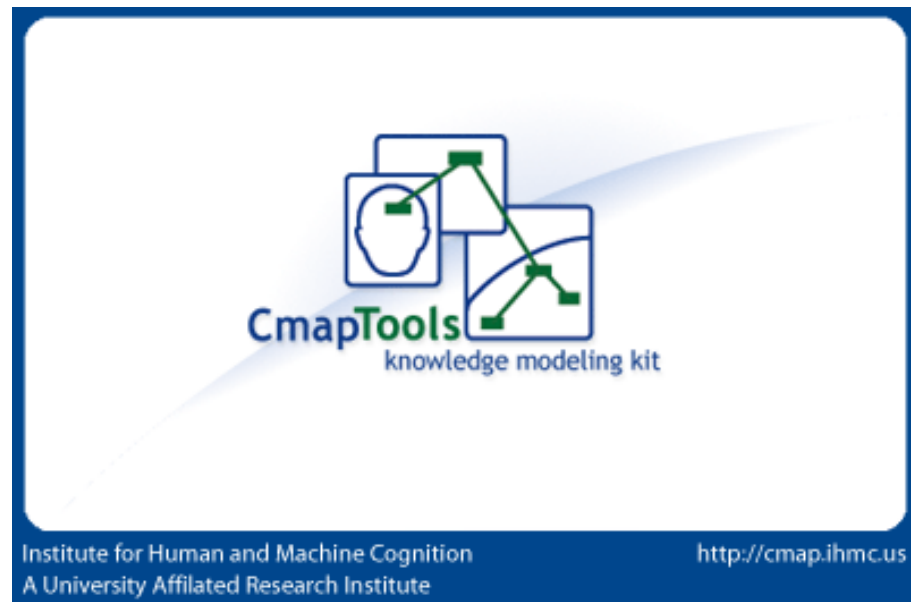 CmapTools
knowledge modeling kit
Institute for Human and Machine Cognition
http://cmap.ihmc.us
A University Affilated Research Institute